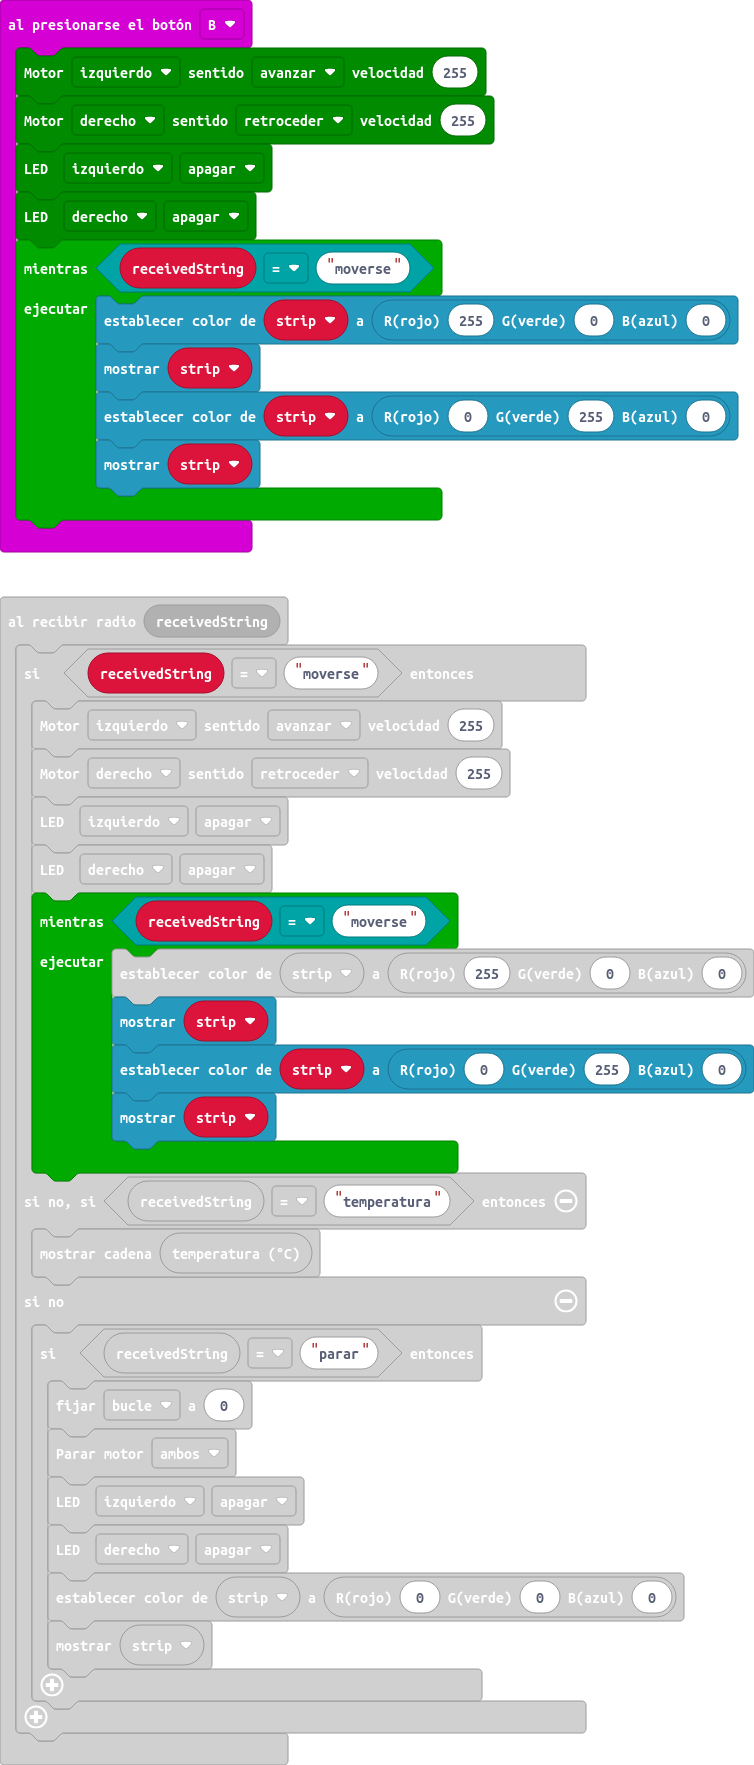 al presionarse el botón B
Motor izquierdo sentido avanzar velocidad 255
Motor derecho sentido retroceder velocidad 255
LED izquierdo apagar
LED derecho apagar
mientras receivedString = "moverse"
ejecutar establecer color de strip a R(rojo) 255 G(verde) 0 B(azul) 0
mostrar strip
establecer color de strip a R(rojo) 0 G(verde) 255 B(azul) 0
mostrar strip
al recibir radio receivedString
si receivedString = "moverse" entonces
Motor izquierdo sentido avanzar velocidad 255
Motor derecho sentido retroceder velocidad 255
LED izquierdo apagar
LED derecho apagar
mientras receivedString = "moverse"
ejecutar establecer color de strip a R(rojo) 255 G(verde) 0 B(azul) 0
mostrar strip
establecer color de strip a R(rojo) 0 G(verde) 255 B(azul) 0
mostrar strip
si no, si receivedString = "temperatura" entonces
mostrar cadena temperatura (°C)
si no
si receivedString = "parar" entonces
fijar bucle a 0
Parar motor ambos
LED izquierdo apagar
LED derecho apagar
establecer color de strip a R(rojo) 0 G(verde) 0 B(azul) 0
mostrar strip